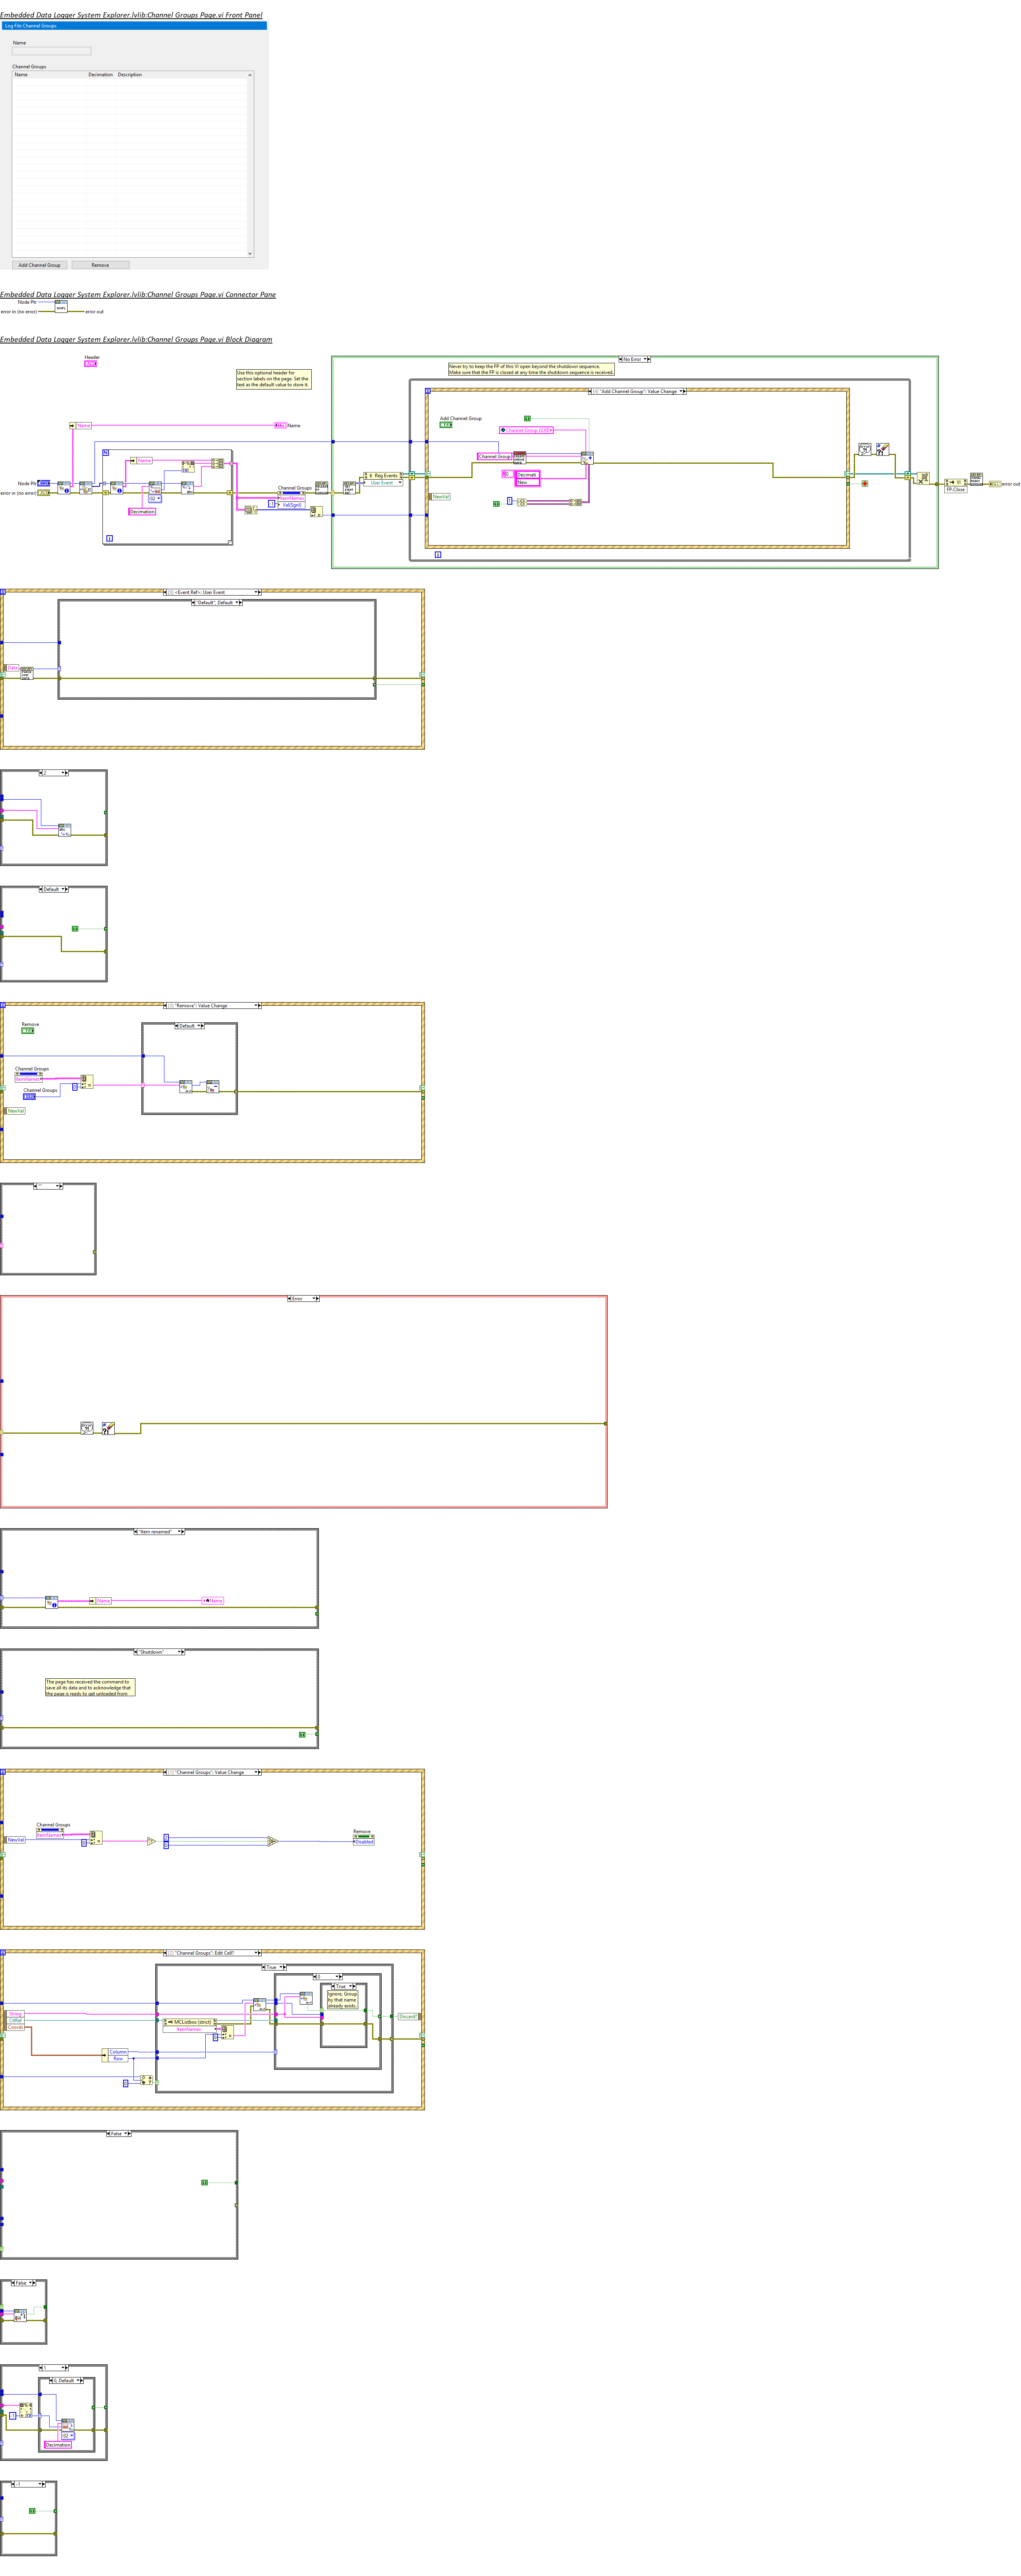 Embedded Data Logger System Explorer.lvlib:Channel Groups Page.vi Front Panel
Log File Channel Groups
Name
Channel Groups
Name Decimation Description
Add Channel Group Remove
Embedded Data Logger System Explorer.lvlib:Channel Groups Page.vi Connector Pane
Node Ptr
error in (no error) error out
Embedded Data Logger System Explorer.lvlib:Channel Groups Page.vi Block Diagram
Header
Use this optional header for
section labels on the page. Set the
text as the default value to store it.
No Error
Never try to keep the FP of this VI open beyond the shutdown sequence.
Make sure that the FP is closed at any time the shutdown sequence is received.
"Add Channel Group": Value Change
Add Channel Group
Name
Name
Channel Group GUID
Channel Group
Name
Node Ptr
error in (no error)
Decimation
Channel Groups
ItemNames
Val(Sgnl)
Reg Events
User Event
NewVal
Decimati
New
FP.Close
error out
<Event Ref>: User Event
"Default", Default
Data
2
Default
"Remove": Value Change
Remove
Default
Channel Groups
ItemNames
Channel Groups
NewVal
""
Error
"Item renamed"
Name
Name
"Shutdown"
The page has received the command to
save all its data and to acknowledge that
the page is ready to get unloaded from
"Channel Groups": Value Change
Channel Groups
ItemNames
NewVal
Remove
Disabled
"Channel Groups": Edit Cell?
True
0
True
Ignore. Group
by that name
already exists.
String
CtlRef
Coords
MCListbox (strict)
ItemNames
Discard?
Column
Row
False
False
1
0, Default
Decimation
-1